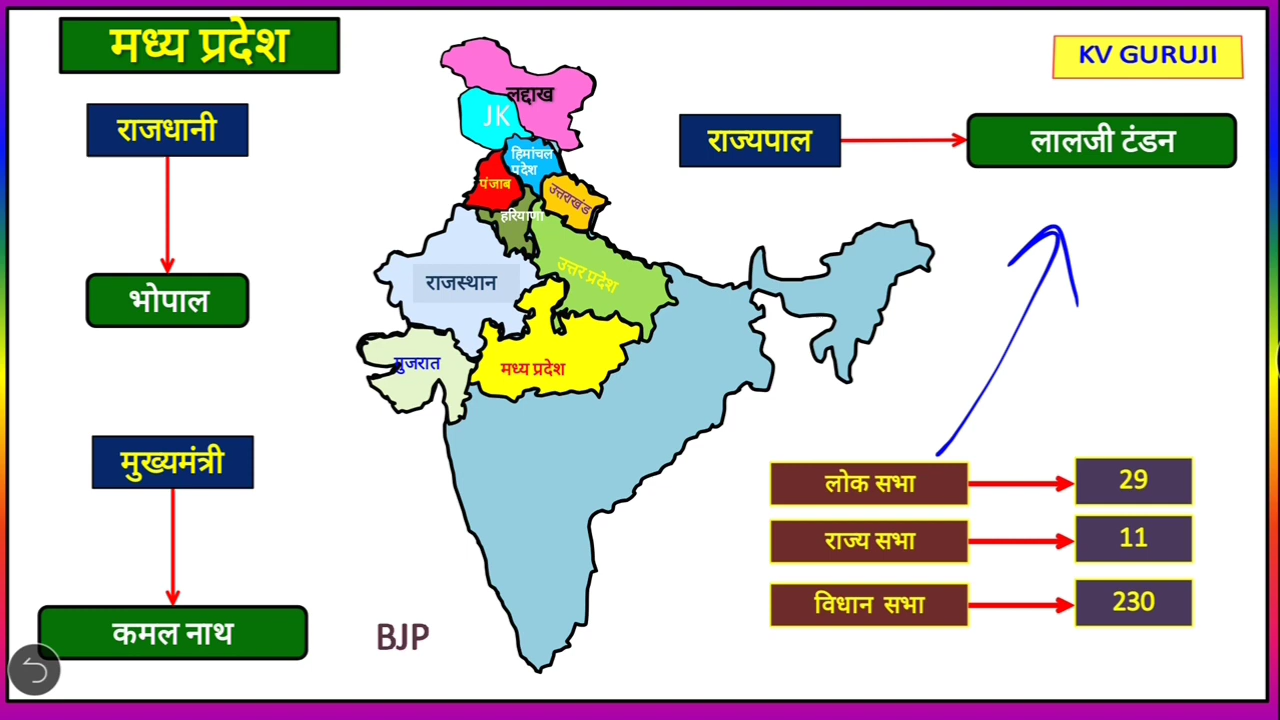 मध्य प्रदेश
KV GURUJI
राजधानी
भोपाल
मुख्यमंत्री
कमल नाथ
BJP
लद्दाख
JK
हिमांचल
प्रदेश
पंजाब
उत्तराखंड
हरियाणा
राजस्थान
उत्तर प्रदेश
गुजरात
मध्य प्रदेश
राज्यपाल
लालजी टंडन
लोक सभा 29
राज्य सभा 11
विधान सभा 230